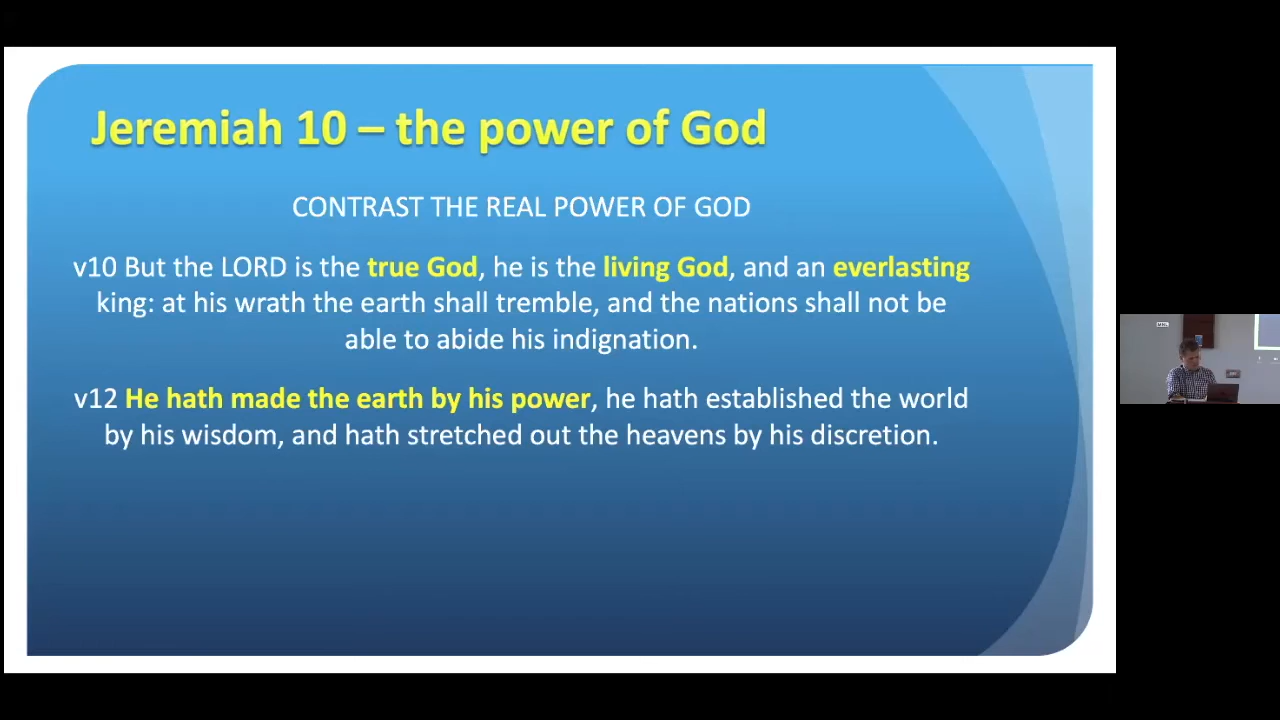 Jeremiah 10 – the power of God
CONTRAST THE REAL POWER OF GOD
v10 But the LORD is the true God, he is the living God, and an everlasting
king: at his wrath the earth shall tremble, and the nations shall not be
able to abide his indignation.
v12 He hath made the earth by his power, he hath established the world
by his wisdom, and hath stretched out the heavens by his discretion.